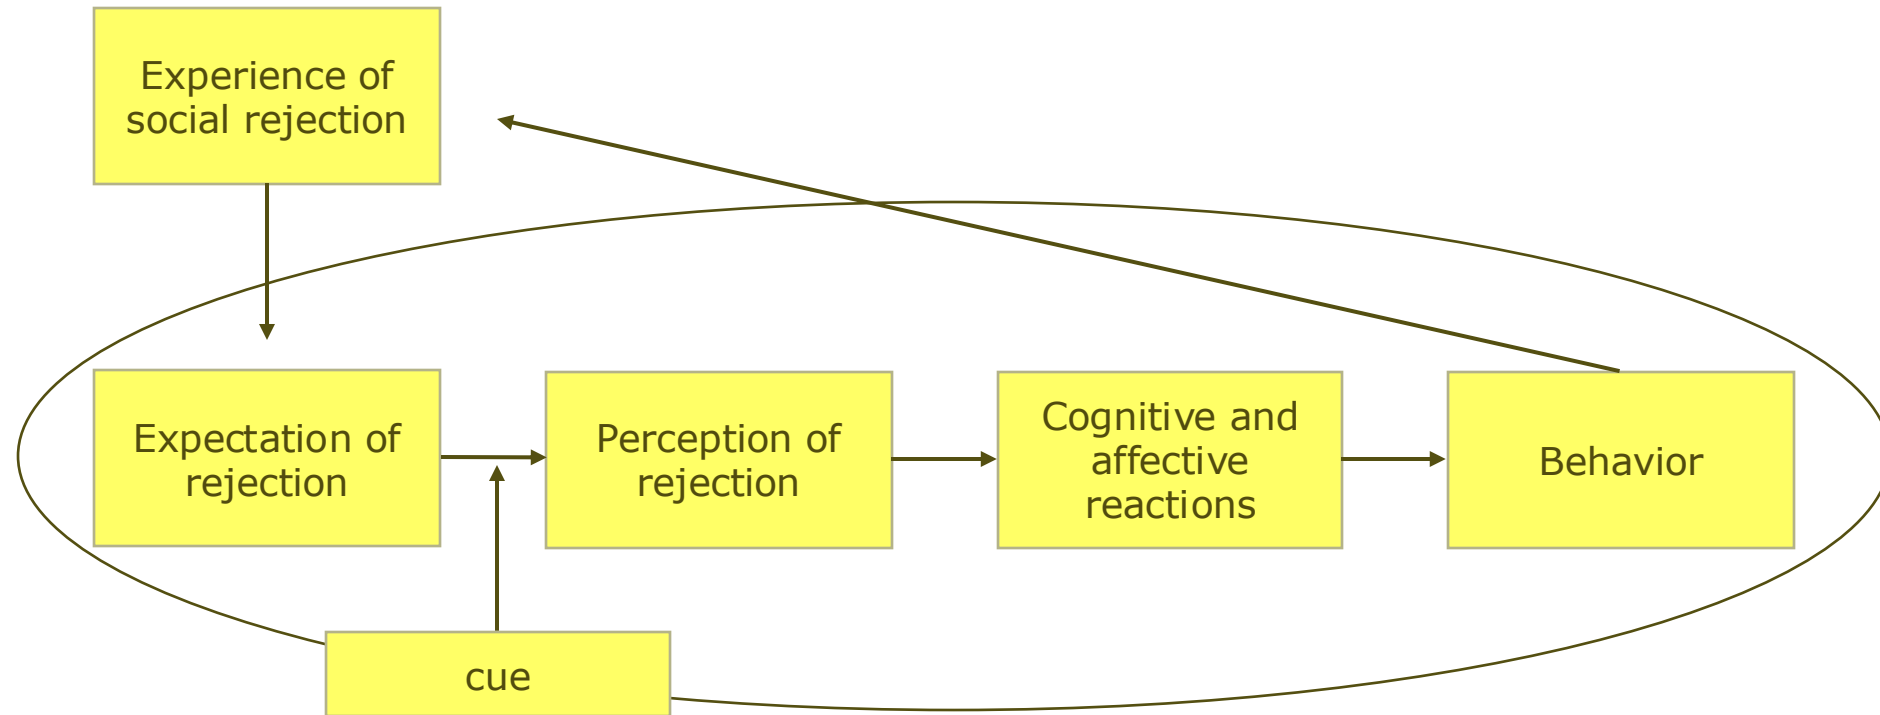 Experience of
social rejection
Expectation of
rejection
Perception of
rejection
Cognitive and
affective
reactions
Behavior
cue